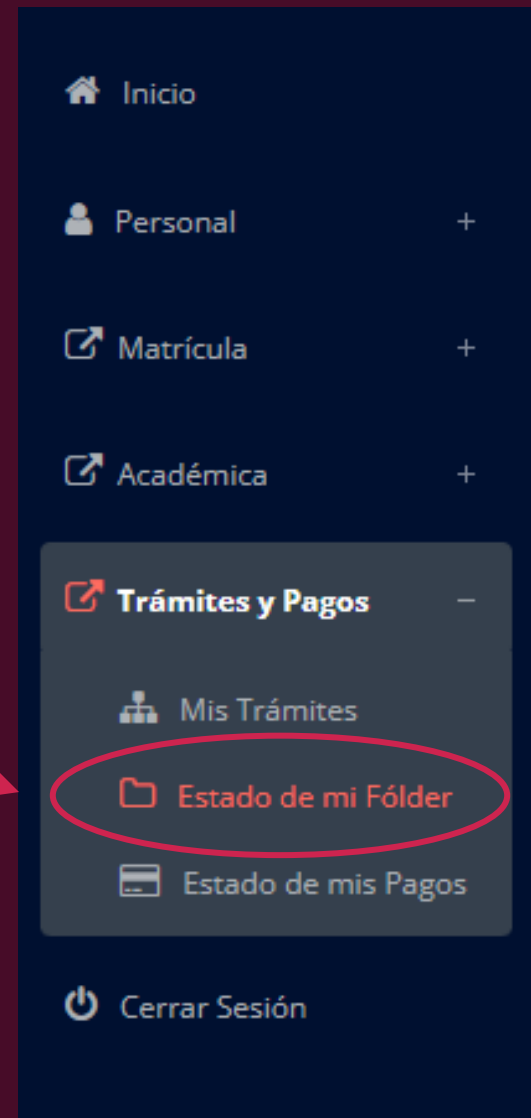 Inicio
Personal +
Matrícula +
Académica +
Trámites y Pagos −
Mis Trámites
Estado de mi Fólder
Estado de mis Pagos
Cerrar Sesión